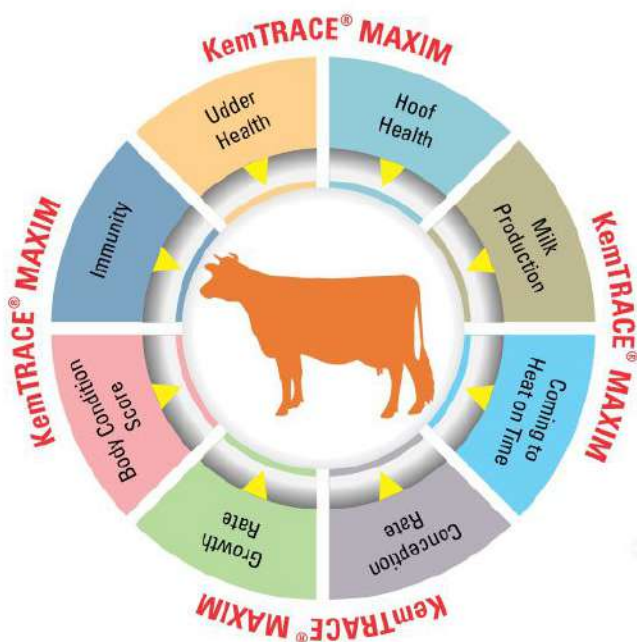 KemTRACE® MAXIM
Udder
Health
Hoof
Health
Milk
Production
KemTRACE® MAXIM
Coming to
Heat on Time
Conception
Rate
KemTRACE® MAXIM
Growth
Rate
Body Condition
Score
KemTRACE® MAXIM
Immunity